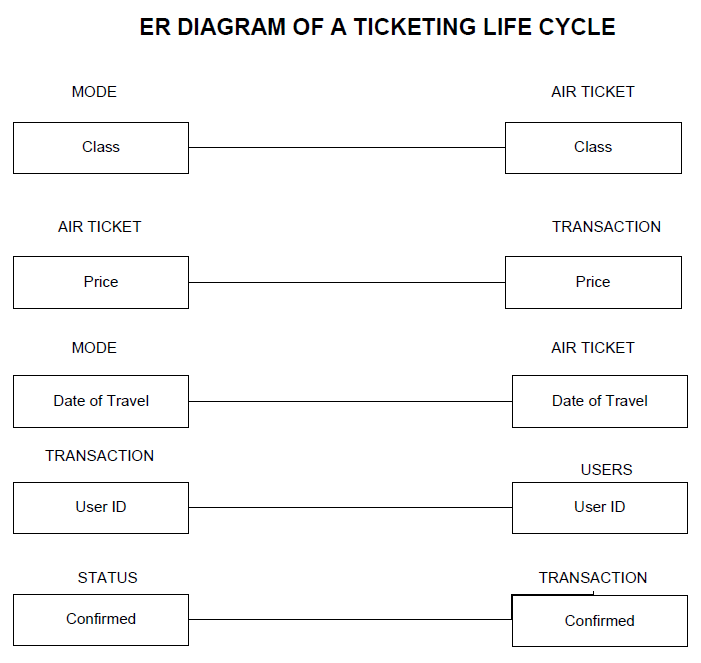 ER DIAGRAM OF A TICKETING LIFE CYCLE
MODE
AIR TICKET
Class
Class
AIR TICKET
TRANSACTION
Price
Price
MODE
AIR TICKET
Date of Travel
Date of Travel
TRANSACTION
USERS
User ID
User ID
STATUS
TRANSACTION
Confirmed
Confirmed